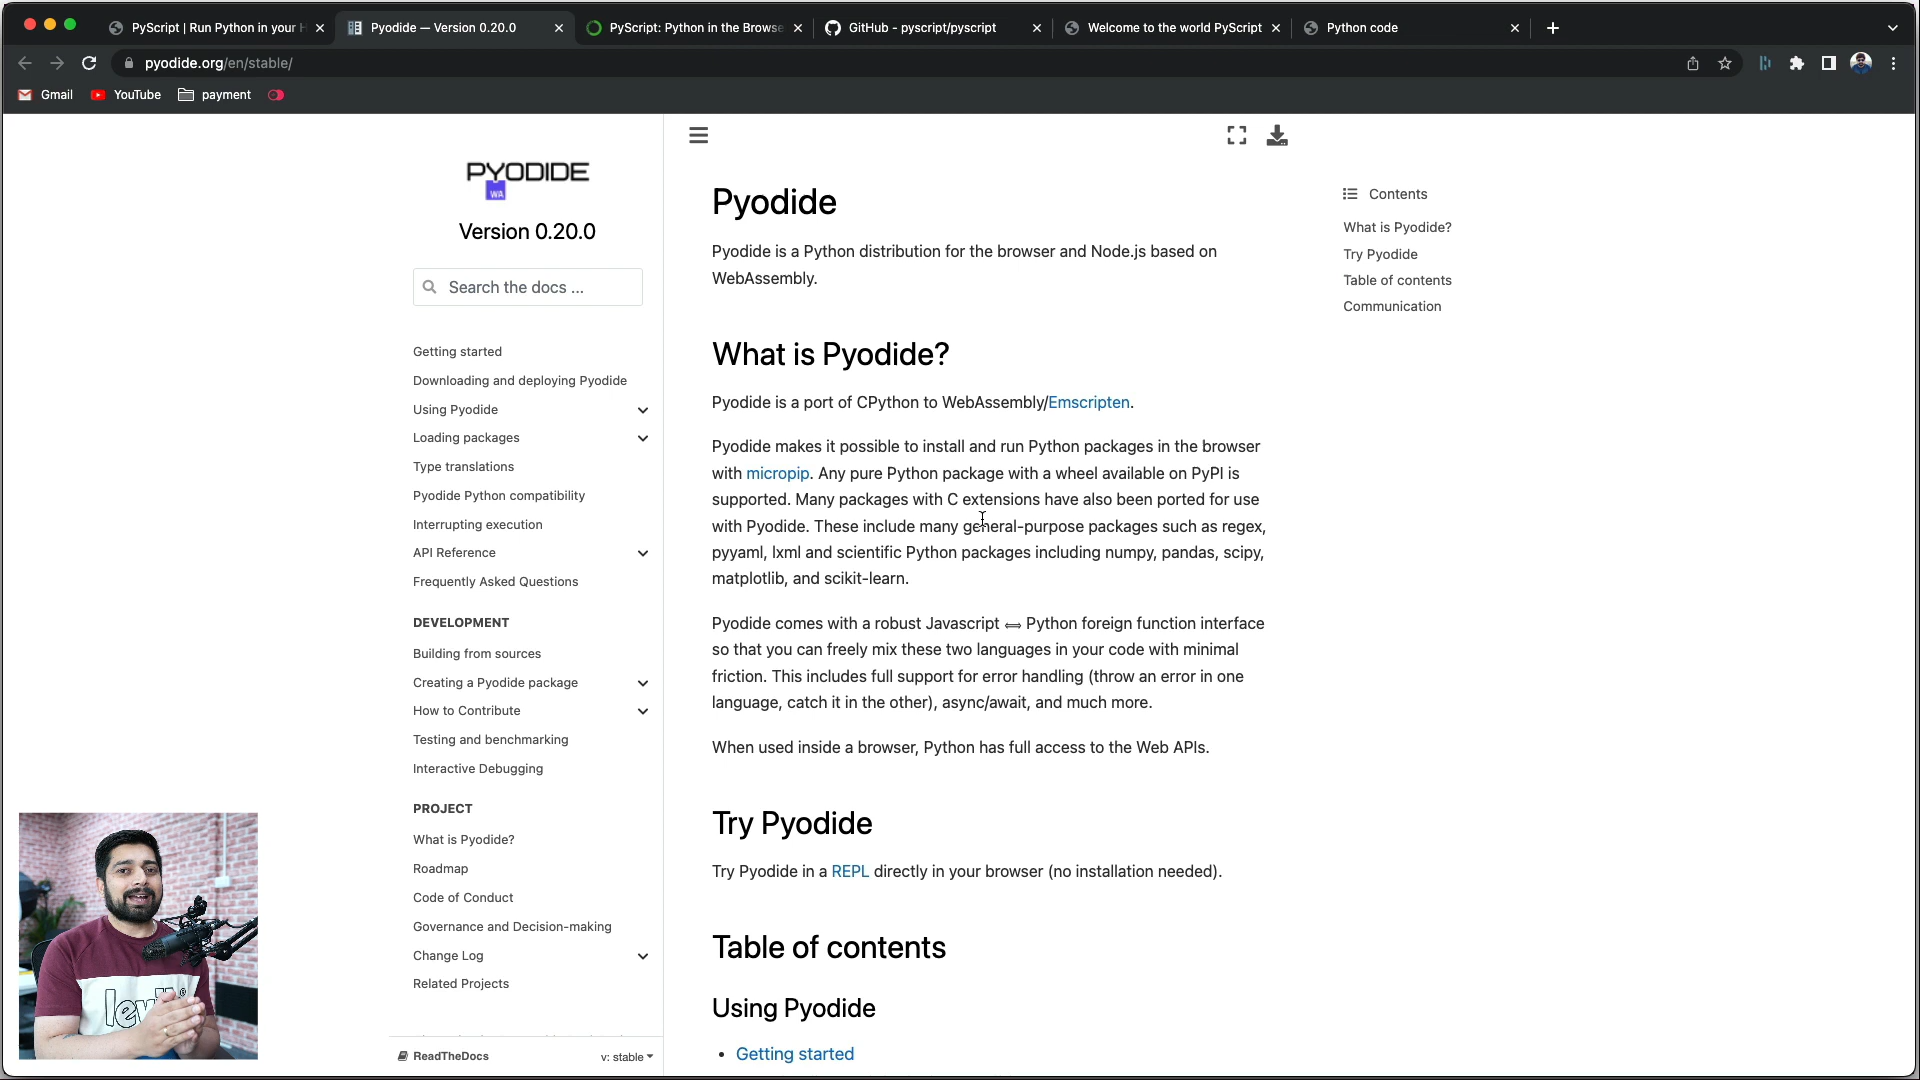 PyScript | Run Python in your H
Pyodide — Version 0.20.0
PyScript: Python in the Browse
GitHub - pyscript/pyscript
Welcome to the world PyScript
Python code
pyodide.org/en/stable/
Gmail
YouTube
payment
PYODIDE
WA
Version 0.20.0
Search the docs ...
Getting started
Downloading and deploying Pyodide
Using Pyodide
Loading packages
Type translations
Pyodide Python compatibility
Interrupting execution
API Reference
Frequently Asked Questions
DEVELOPMENT
Building from sources
Creating a Pyodide package
How to Contribute
Testing and benchmarking
Interactive Debugging
PROJECT
What is Pyodide?
Roadmap
Code of Conduct
Governance and Decision-making
Change Log
Related Projects
ReadTheDocs
v: stable
Pyodide
Pyodide is a Python distribution for the browser and Node.js based on
WebAssembly.
What is Pyodide?
Pyodide is a port of CPython to WebAssembly/Emscripten.
Pyodide makes it possible to install and run Python packages in the browser
with micropip. Any pure Python package with a wheel available on PyPI is
supported. Many packages with C extensions have also been ported for use
with Pyodide. These include many general-purpose packages such as regex,
pyyaml, lxml and scientific Python packages including numpy, pandas, scipy,
matplotlib, and scikit-learn.
Pyodide comes with a robust Javascript ⟺ Python foreign function interface
so that you can freely mix these two languages in your code with minimal
friction. This includes full support for error handling (throw an error in one
language, catch it in the other), async/await, and much more.
When used inside a browser, Python has full access to the Web APIs.
Try Pyodide
Try Pyodide in a REPL directly in your browser (no installation needed).
Table of contents
Using Pyodide
• Getting started
Contents
What is Pyodide?
Try Pyodide
Table of contents
Communication